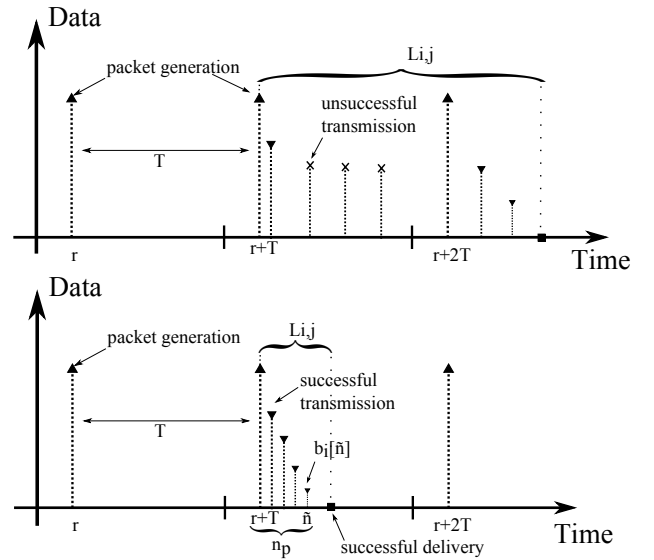 Data
Li,j
packet generation
unsuccessful
transmission
T
r
r+T
r+2T
Time
Data
packet generation
Li,j
successful
transmission
T
bi[ñ]
r
r+T
ñ
r+2T
Time
np
successful delivery